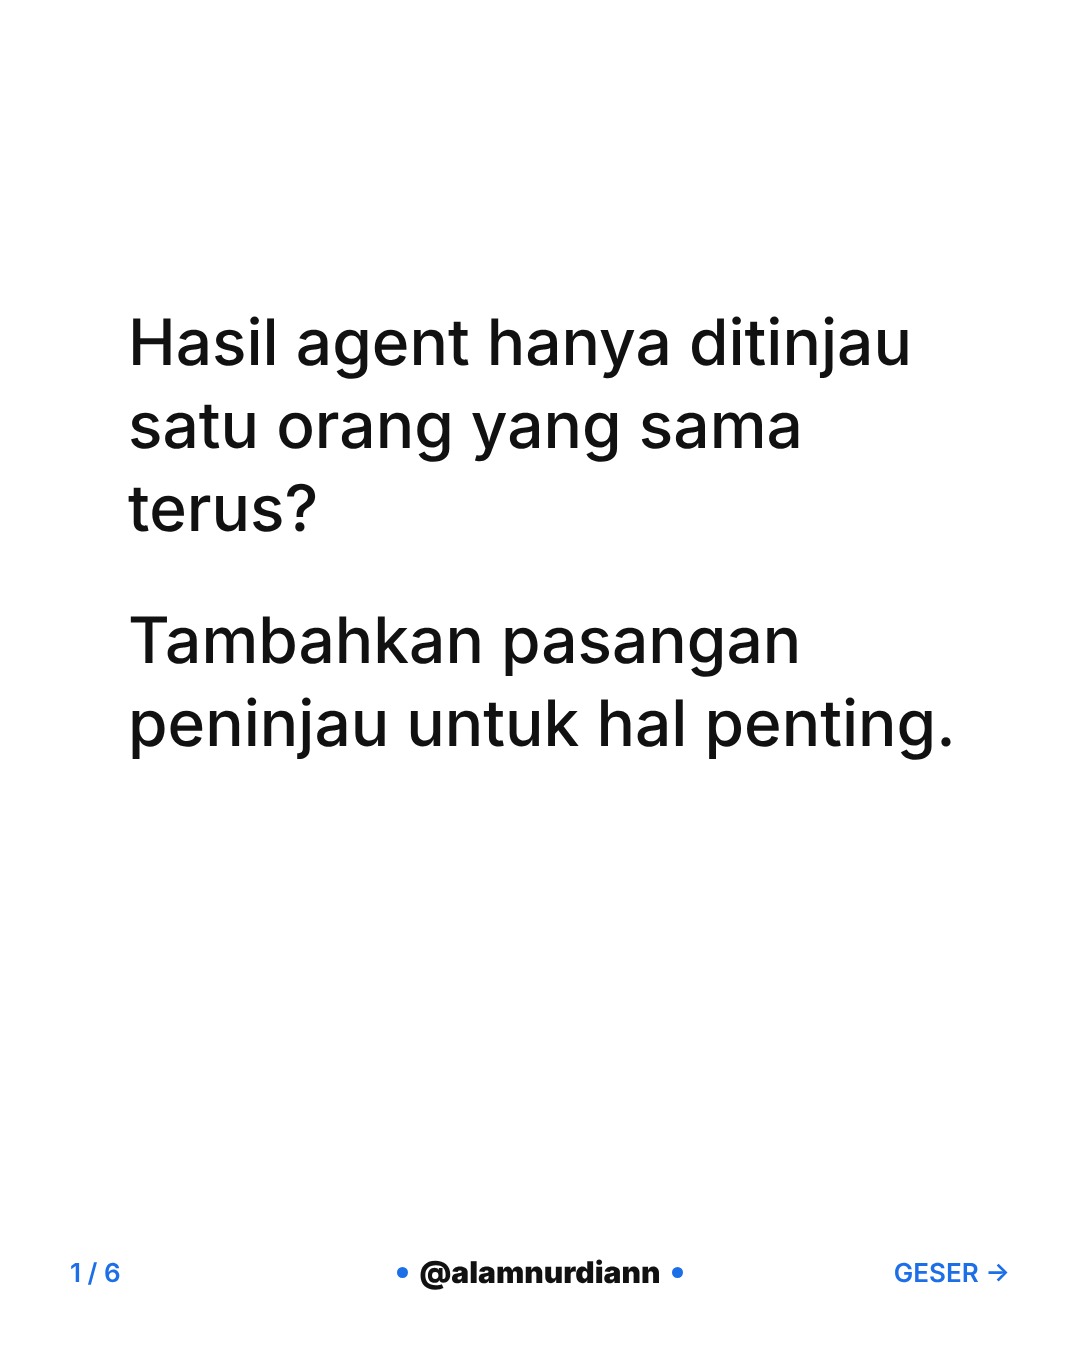 Hasil agent hanya ditinjau
satu orang yang sama
terus?
Tambahkan pasangan
peninjau untuk hal penting.
1 / 6
• @alamnurdiann •
GESER →